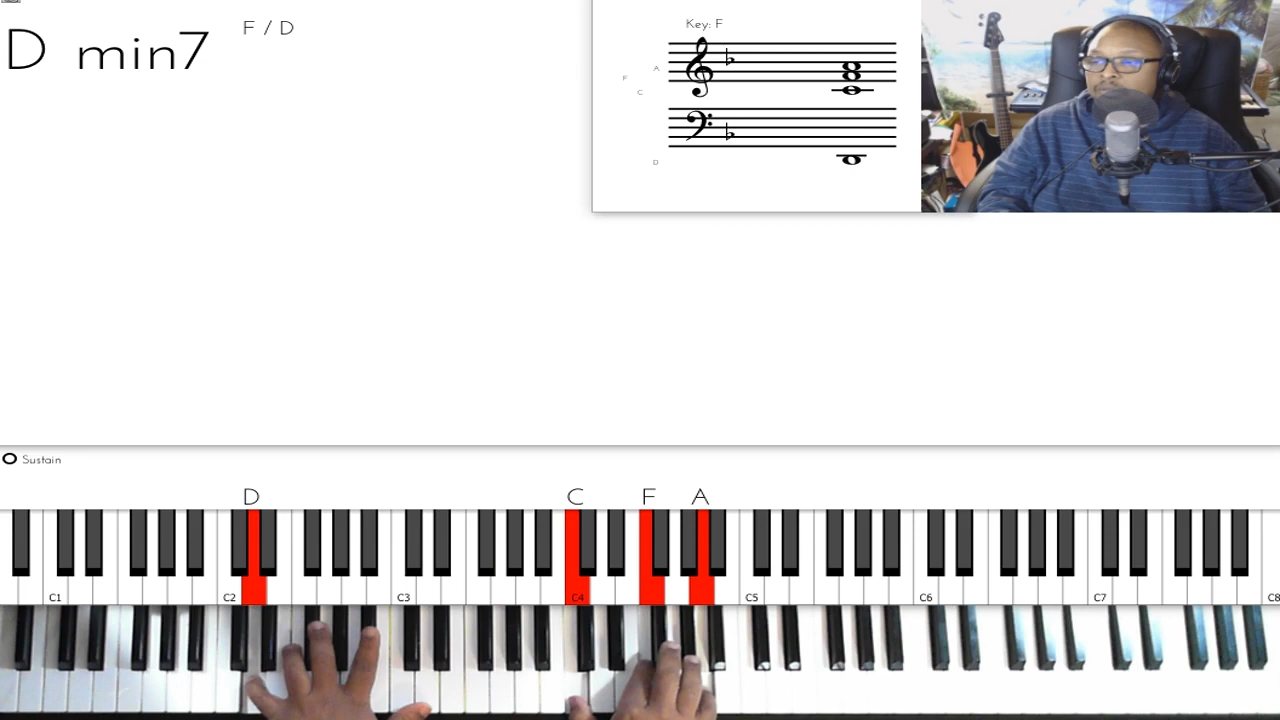 D min7 F / D
Key: F
A
F
C
D
Sustain
D C F A
C1 C2 C3 C4 C5 C6 C7 C8